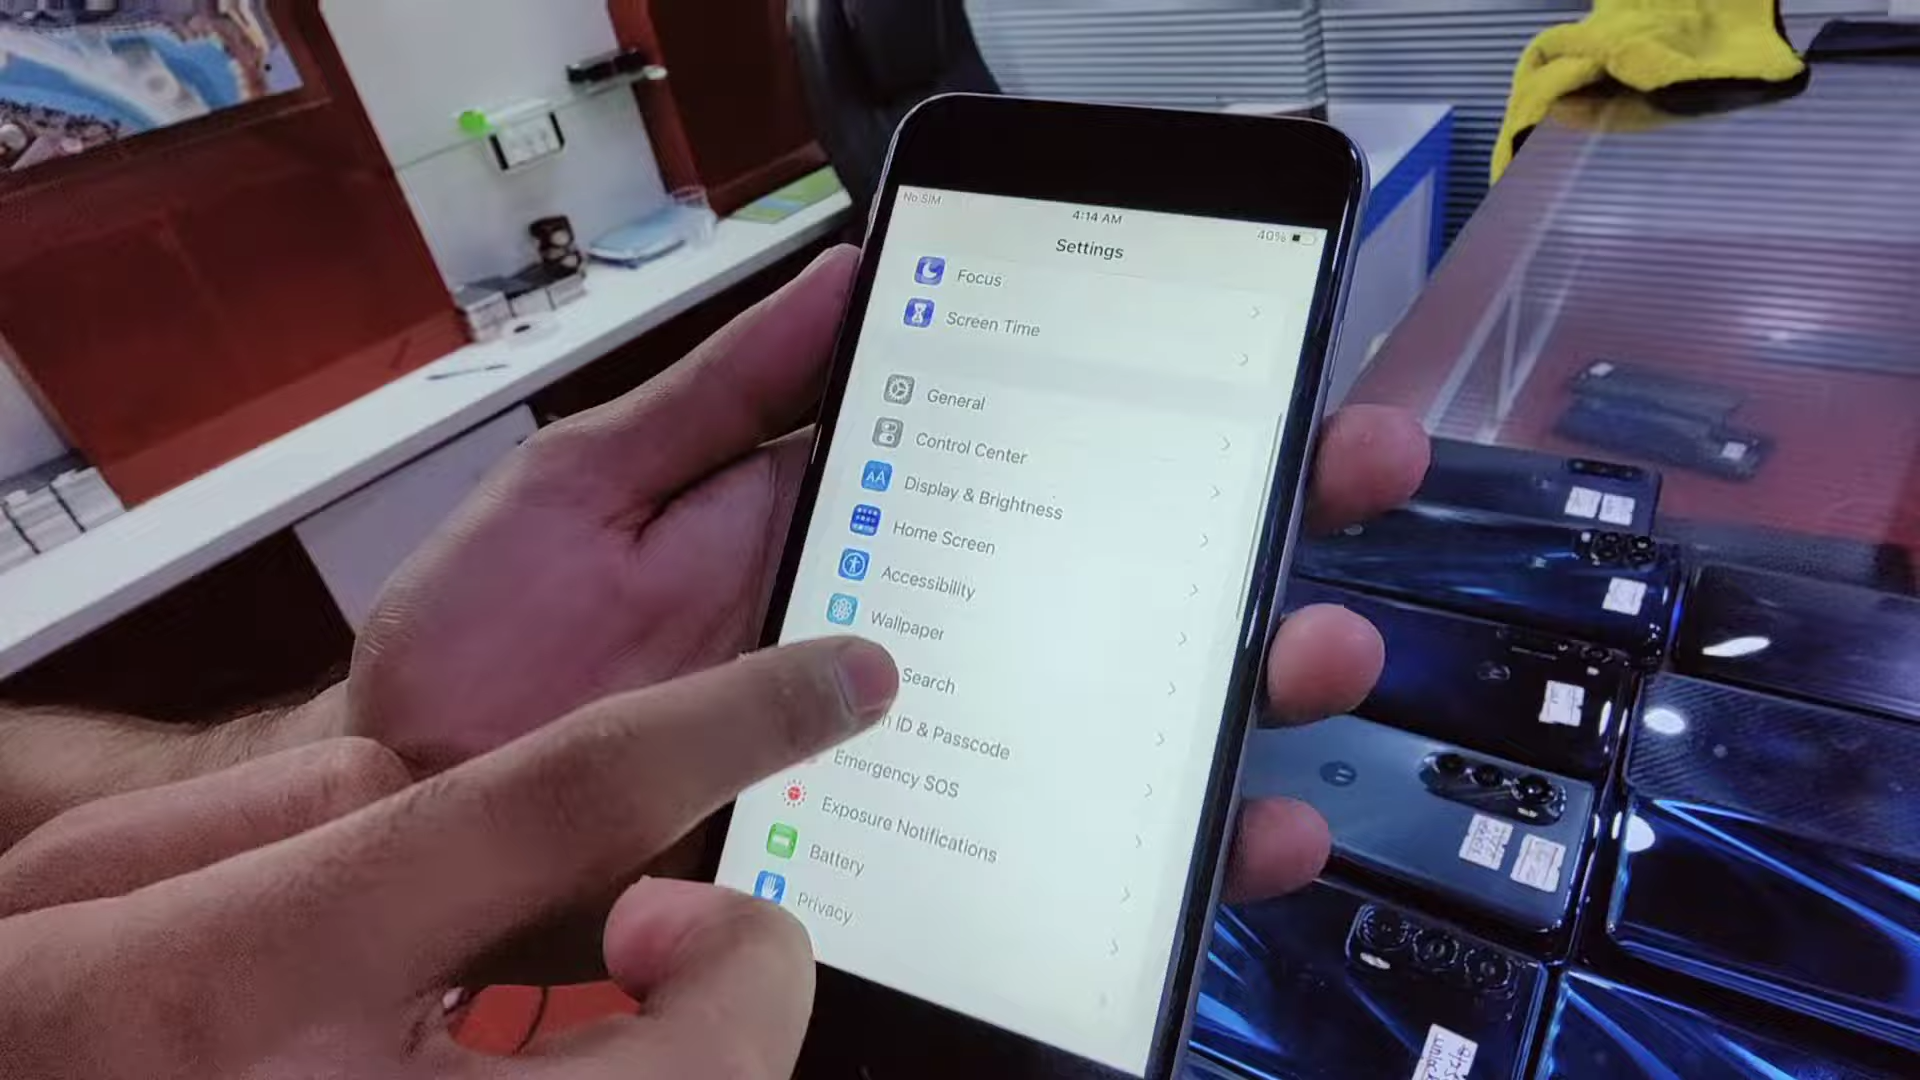 No SIM
4:14 AM
40%
Settings
Focus
Screen Time
General
Control Center
Display & Brightness
AA
Home Screen
Accessibility
Wallpaper
Search
h ID & Passcode
Emergency SOS
Exposure Notifications
Battery
Privacy